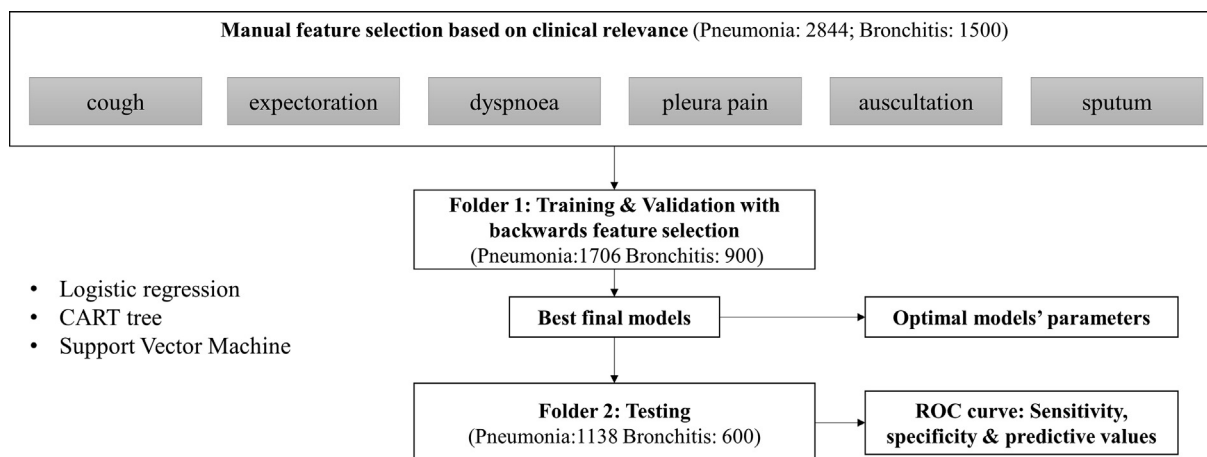 Manual feature selection based on clinical relevance (Pneumonia: 2844; Bronchitis: 1500)
cough
expectoration
dyspnoea
pleura pain
auscultation
sputum
Folder 1: Training & Validation with
backwards feature selection
(Pneumonia:1706 Bronchitis: 900)
• Logistic regression
• CART tree
• Support Vector Machine
Best final models
Optimal models' parameters
Folder 2: Testing
(Pneumonia:1138 Bronchitis: 600)
ROC curve: Sensitivity,
specificity & predictive values